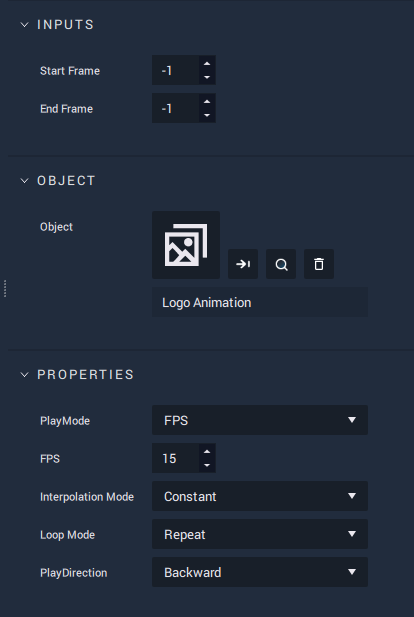 INPUTS
Start Frame -1
End Frame -1
OBJECT
Object
Logo Animation
PROPERTIES
PlayMode FPS
FPS 15
Interpolation Mode Constant
Loop Mode Repeat
PlayDirection Backward